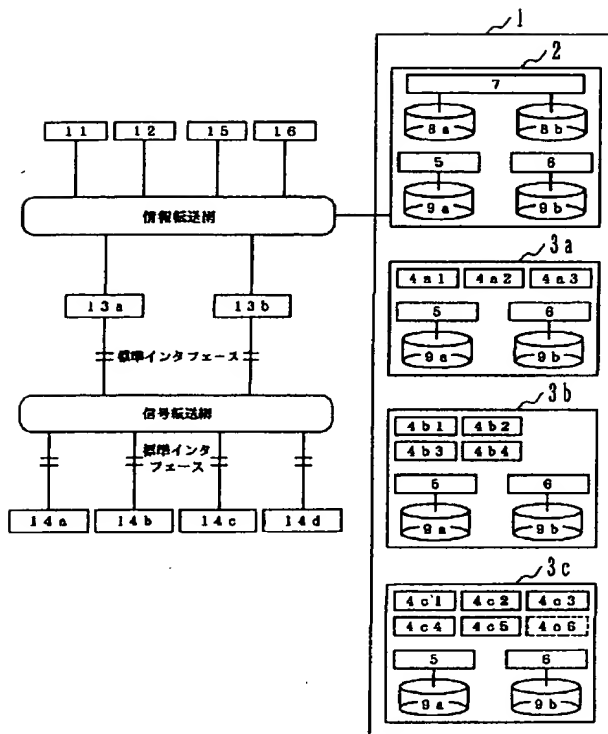 1
2
7
8a 8b
5 6
9a 9b
11 12 15 16
情報転送網
3a
4a1 4a2 4a3
5 6
9a 9b
13a 13b
標準インタフェース
信号転送網
標準インタ
フェース
14a 14b 14c 14d
3b
4b1 4b2
4b3 4b4
5 6
9a 9b
3c
4c1 4c2 4c3
4c4 4c5 4c6
5 6
9a 9b